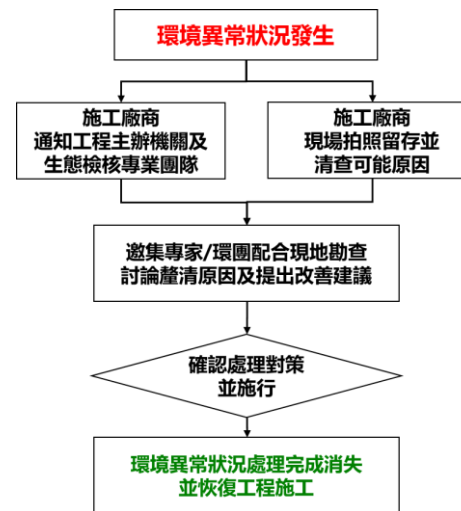 環境異常狀況發生
施工廠商
通知工程主辦機關及
生態檢核專業團隊
施工廠商
現場拍照留存並
清查可能原因
邀集專家/環團配合現地勘查
討論釐清原因及提出改善建議
確認處理對策
並施行
環境異常狀況處理完成消失
並恢復工程施工